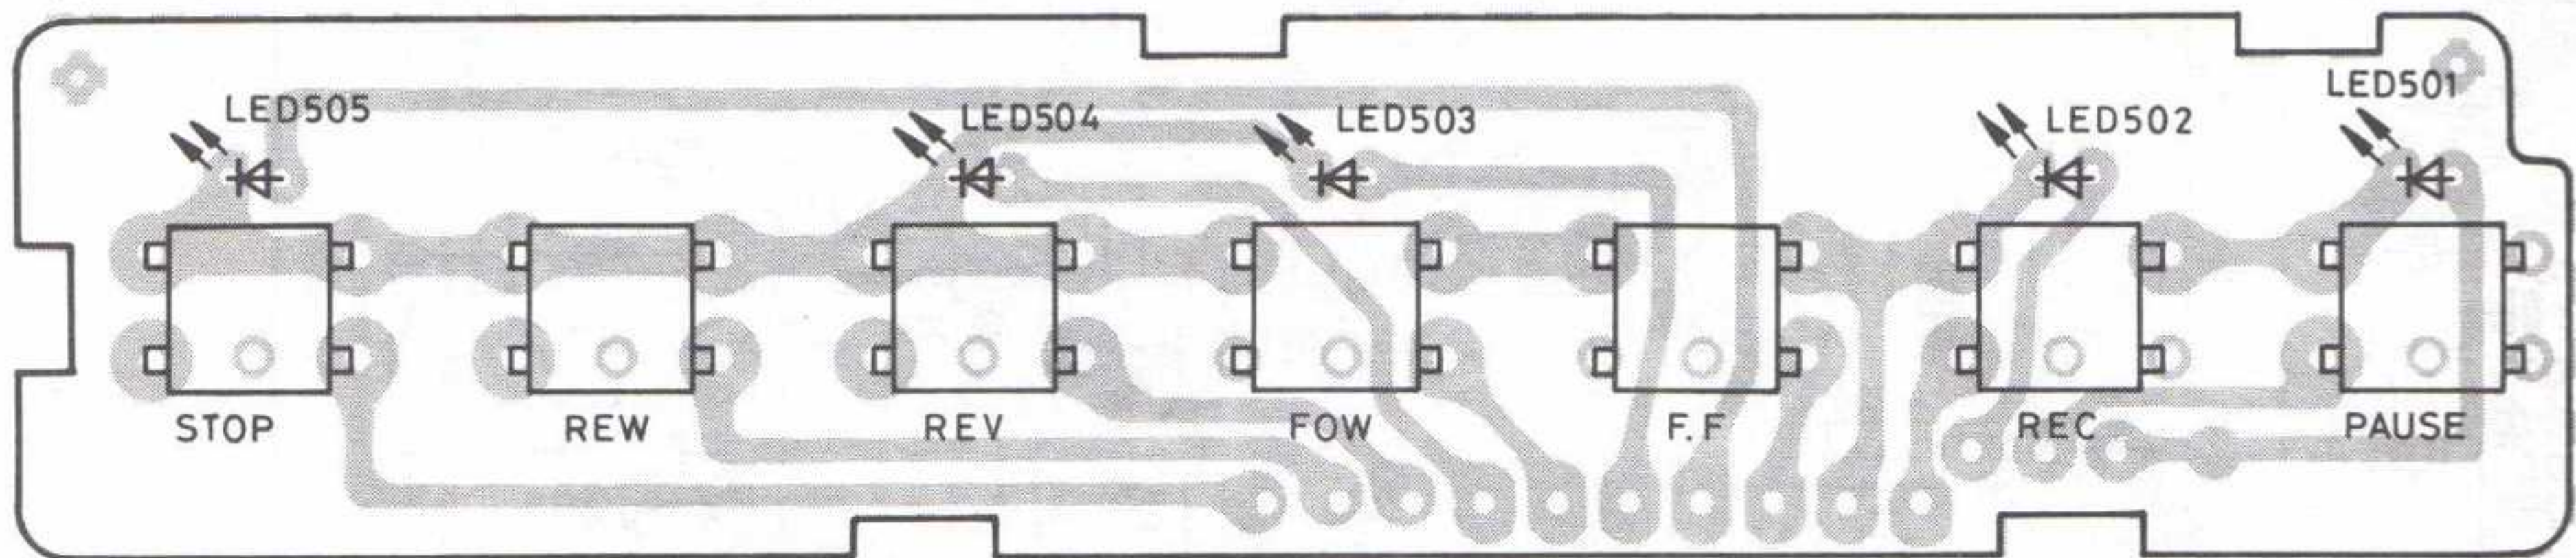 LED505
LED504
LED503
LED502
LED501
STOP
REW
REV
FOW
F.F
REC
PAUSE